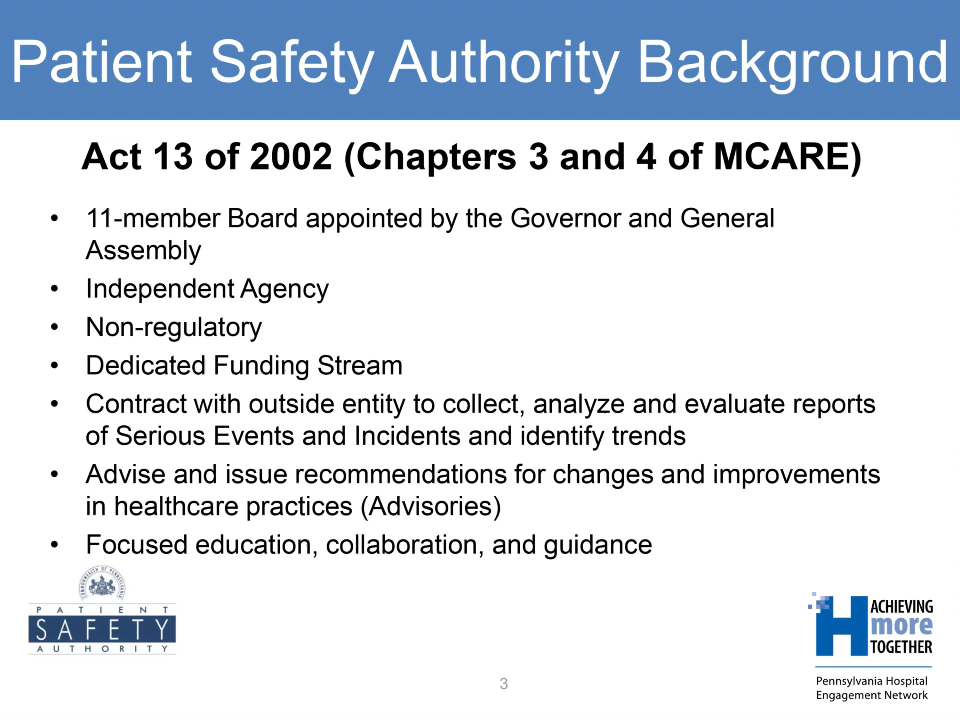 Patient Safety Authority Background
Act 13 of 2002 (Chapters 3 and 4 of MCARE)
• 11-member Board appointed by the Governor and General
Assembly
• Independent Agency
• Non-regulatory
• Dedicated Funding Stream
• Contract with outside entity to collect, analyze and evaluate reports
of Serious Events and Incidents and identify trends
• Advise and issue recommendations for changes and improvements
in healthcare practices (Advisories)
• Focused education, collaboration, and guidance
COMMONWEALTH OF PENNSYLVANIA
PATIENT
SAFETY
AUTHORITY
H ACHIEVING
more
TOGETHER
Pennsylvania Hospital
Engagement Network
3